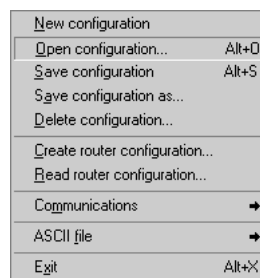 New configuration
Open configuration... Alt+O
Save configuration Alt+S
Save configuration as...
Delete configuration...
Create router configuration...
Read router configuration...
Communications
ASCII file
Exit Alt+X